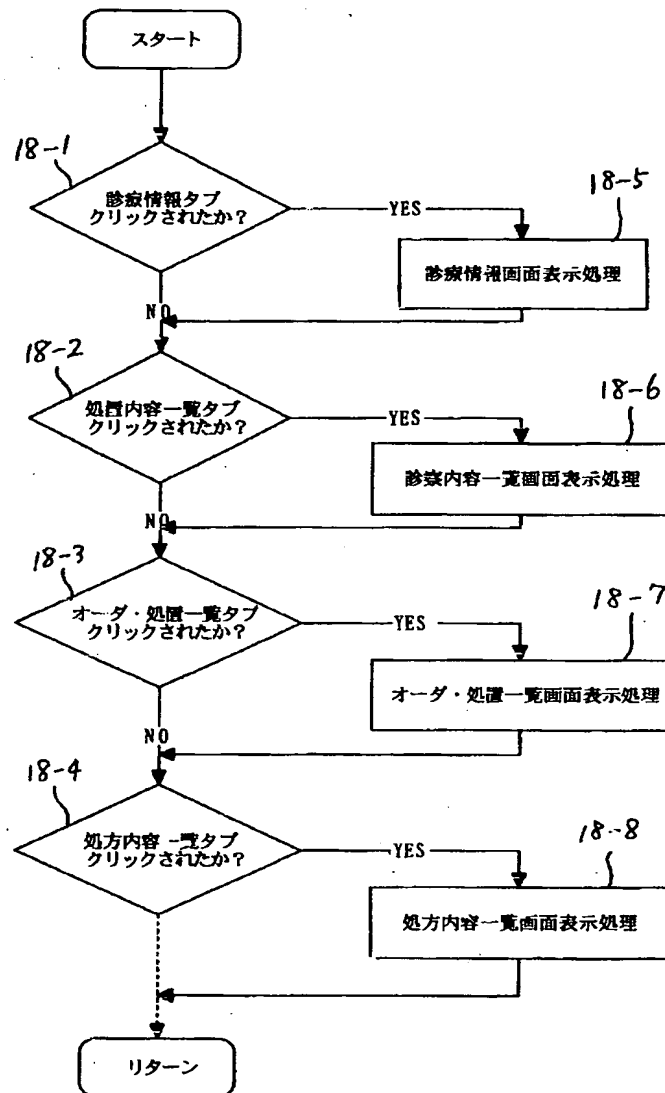 スタート
18-1
診療情報タブ
クリックされたか？
YES
18-5
診療情報画面表示処理
NO
18-2
処置内容一覧タブ
クリックされたか？
YES
18-6
診察内容一覧画面表示処理
NO
18-3
オーダ・処置一覧タブ
クリックされたか？
YES
18-7
オーダ・処置一覧画面表示処理
NO
18-4
処方内容一覧タブ
クリックされたか？
YES
18-8
処方内容一覧画面表示処理
リターン